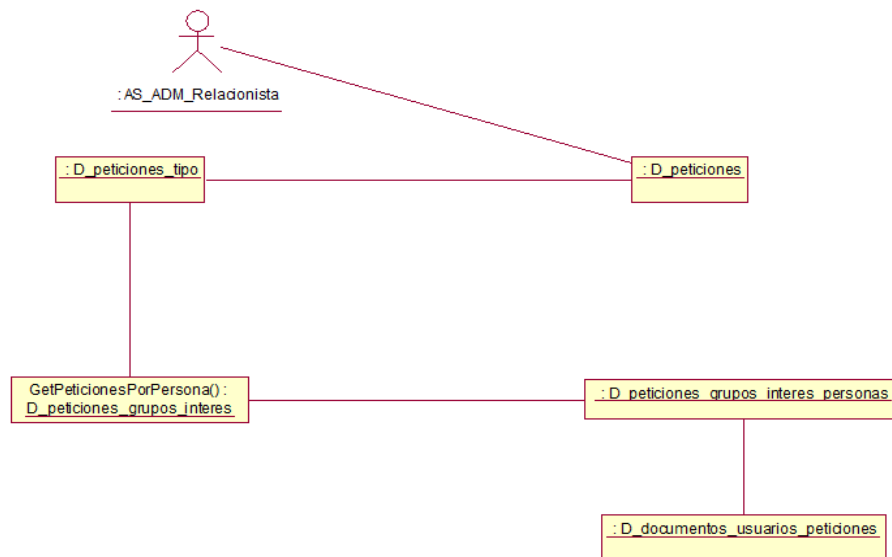 : AS_ADM_Relacionista
: D_peticiones_tipo
: D_peticiones
GetPeticionesPorPersona() :
D_peticiones_grupos_interes
: D_peticiones_grupos_interes_personas
: D_documentos_usuarios_peticiones